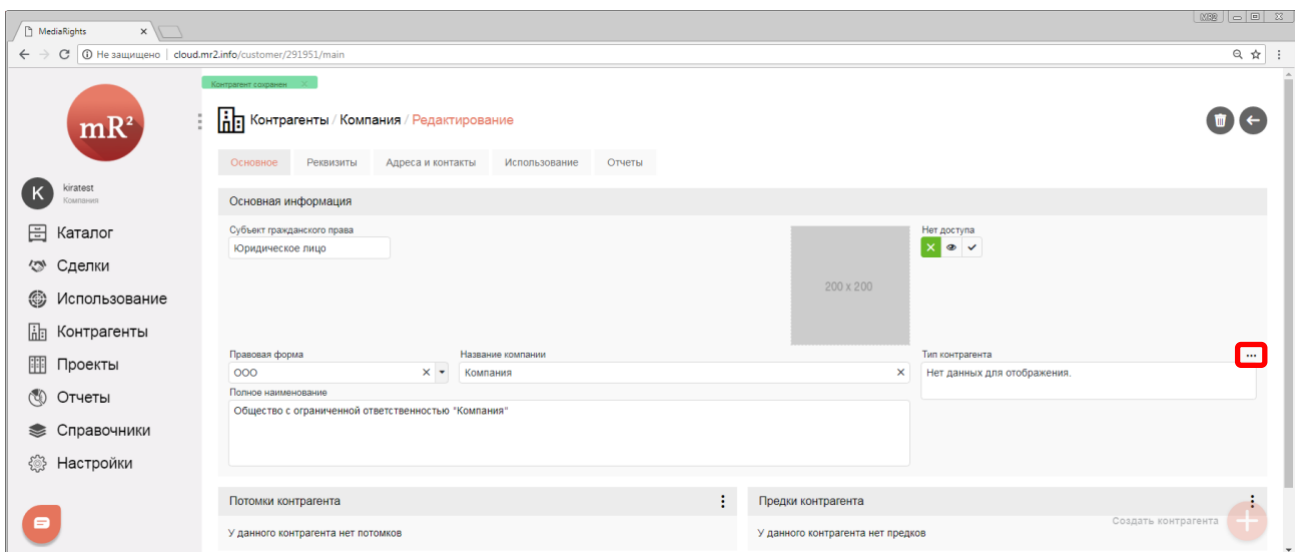 MR2
MediaRights
Не защищено | cloud.mr2.info/customer/291951/main
Контрагент сохранен
mR²
Контрагенты / Компания / Редактирование
Основное Реквизиты Адреса и контакты Использование Отчеты
K
kiratest
Компания
Основная информация
Каталог
Сделки
Использование
Контрагенты
Проекты
Отчеты
Справочники
Настройки
Субъект гражданского права
Юридическое лицо
200 x 200
Нет доступа
Правовая форма
ООО
Название компании
Компания
Тип контрагента
Нет данных для отображения.
Полное наименование
Общество с ограниченной ответственностью "Компания"
Потомки контрагента
У данного контрагента нет потомков
Предки контрагента
У данного контрагента нет предков
Создать контрагента